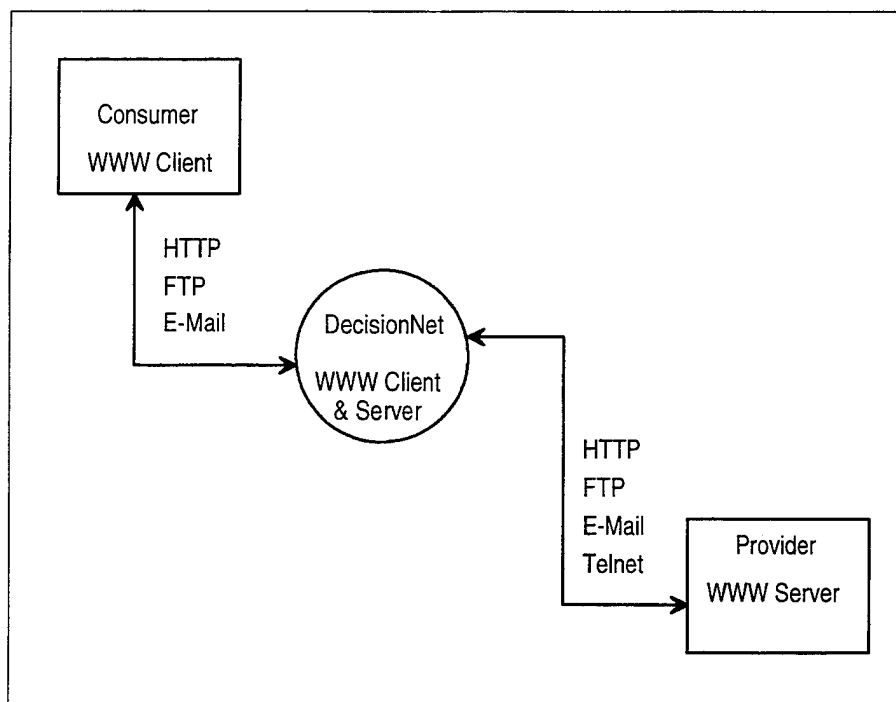 Consumer
WWW Client
HTTP
FTP
E-Mail
DecisionNet
WWW Client
& Server
HTTP
FTP
E-Mail
Telnet
Provider
WWW Server